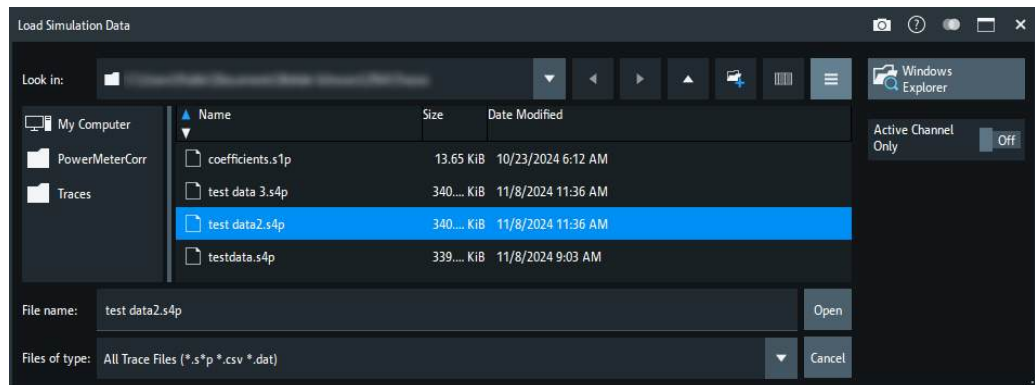 Load Simulation Data
Look in:
Windows
Explorer
My Computer
PowerMeterCorr
Traces
Name Size Date Modified
coefficients.s1p 13.65 KiB 10/23/2024 6:12 AM
test data 3.s4p 340.... KiB 11/8/2024 11:36 AM
test data2.s4p 340.... KiB 11/8/2024 11:36 AM
testdata.s4p 339.... KiB 11/8/2024 9:03 AM
Active Channel
Only
Off
File name: test data2.s4p Open
Files of type: All Trace Files (*.s*p *.csv *.dat) Cancel